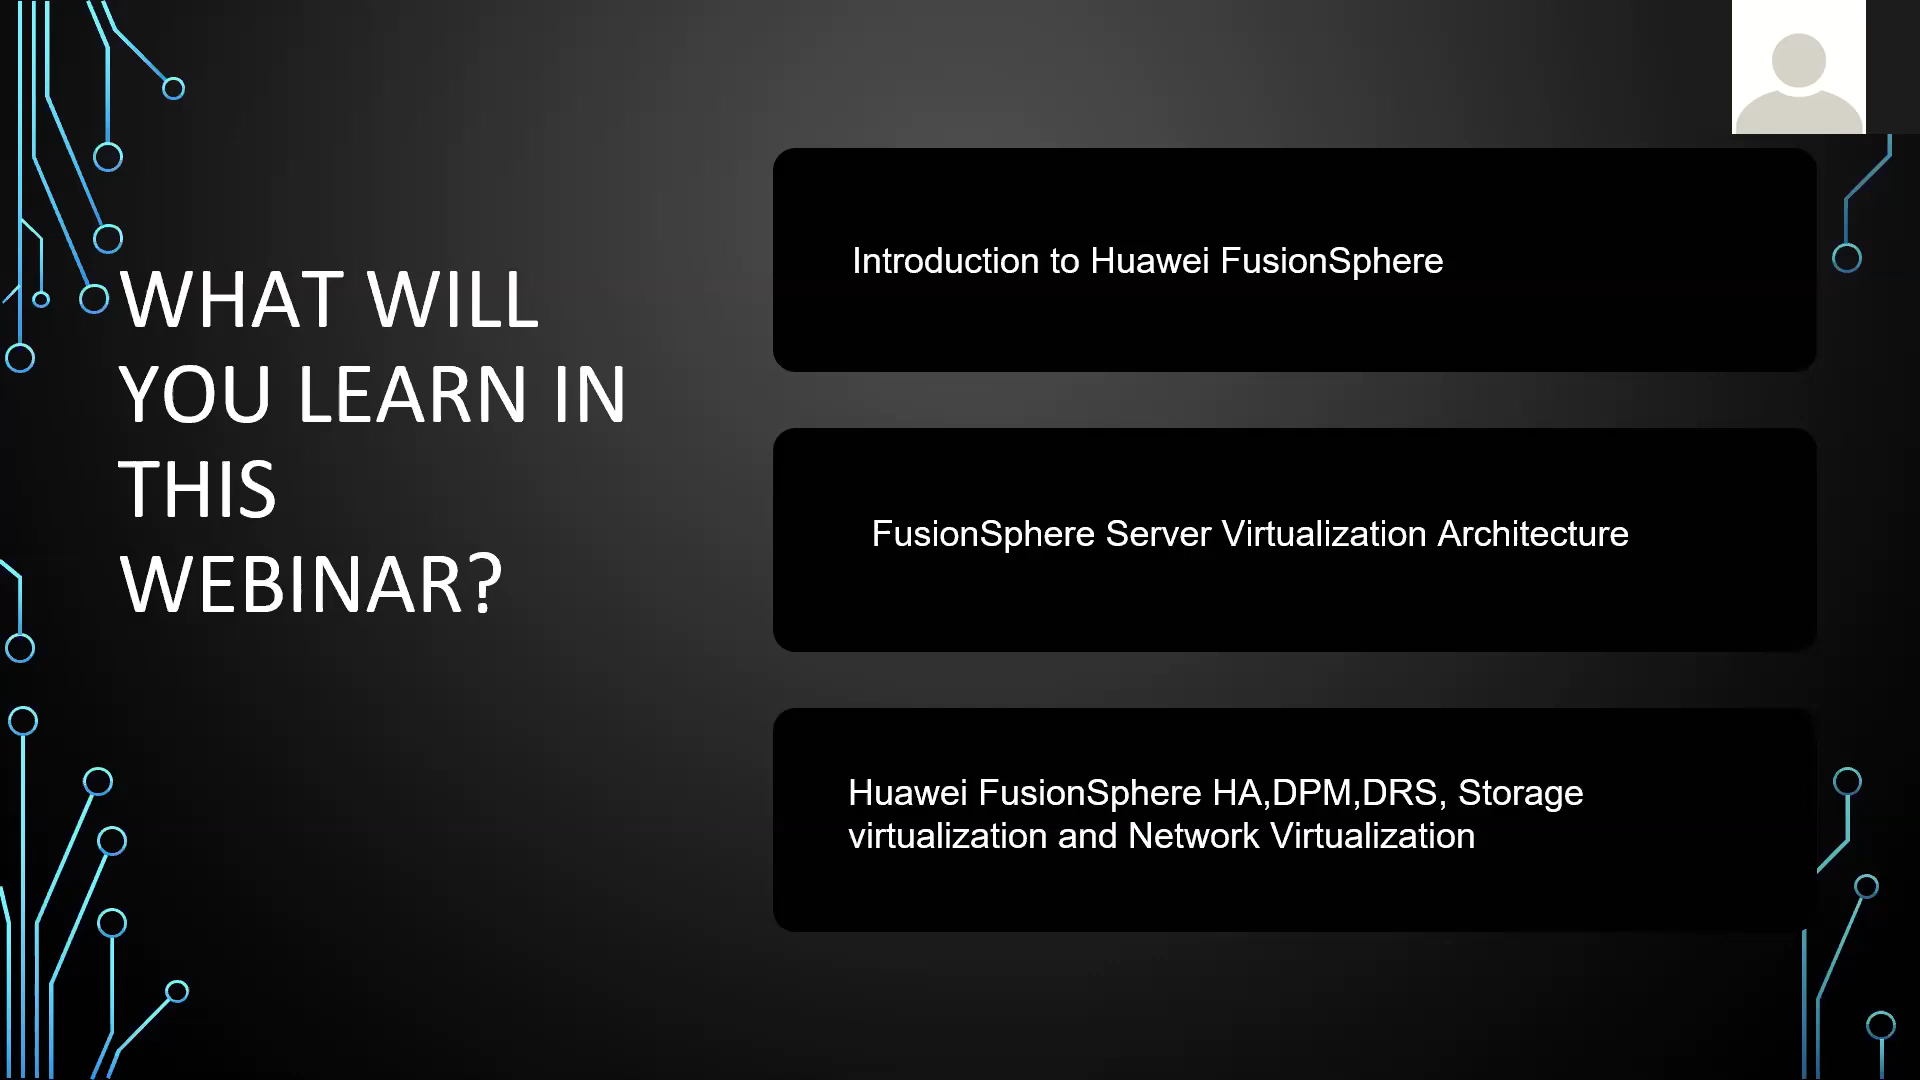 WHAT WILL
YOU LEARN IN
THIS
WEBINAR?
Introduction to Huawei FusionSphere
FusionSphere Server Virtualization Architecture
Huawei FusionSphere HA,DPM,DRS, Storage
virtualization and Network Virtualization